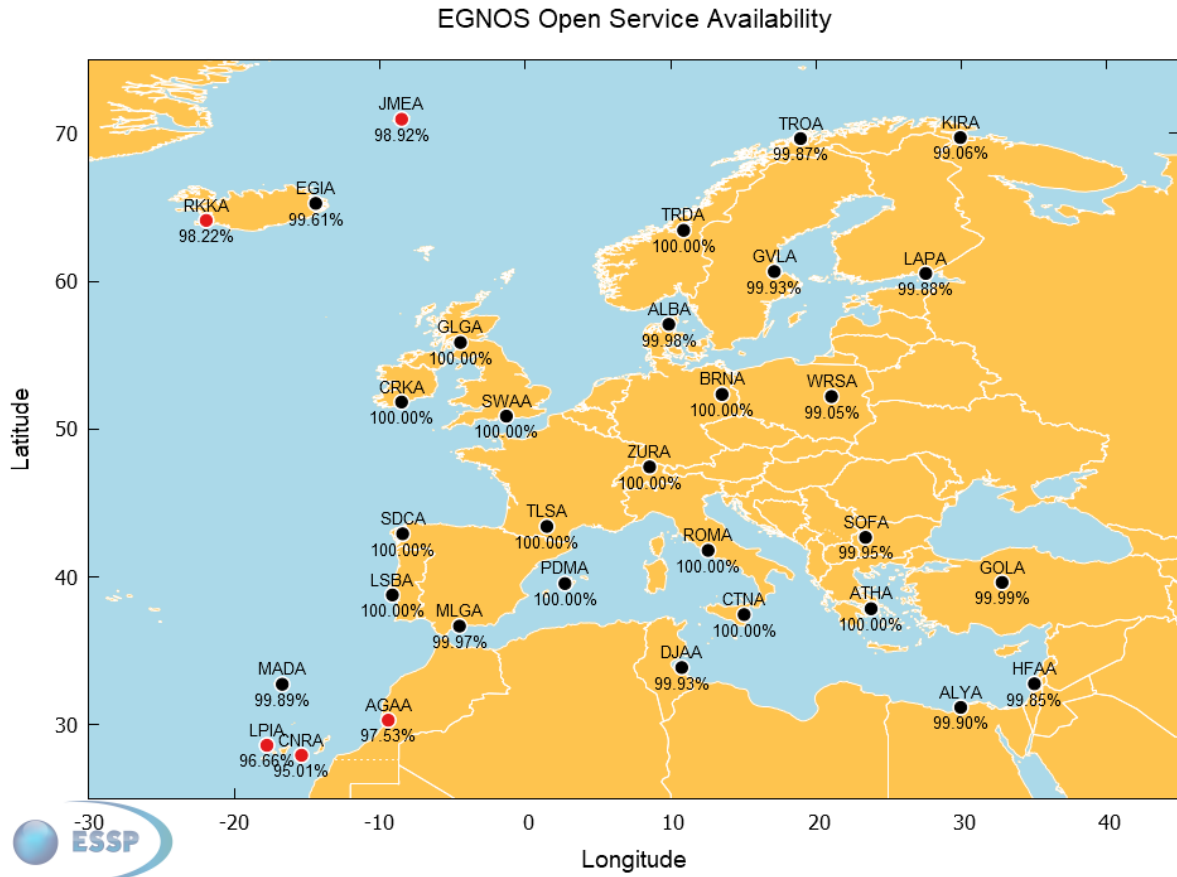 EGNOS Open Service Availability
JMEA
98.92%
TROA
99.87%
KIRA
99.06%
EGIA
99.61%
RKKA
98.22%
TRDA
100.00%
GVLA
99.93%
LAPA
99.88%
ALBA
99.98%
GLGA
100.00%
CRKA
100.00%
SWAA
100.00%
BRNA
100.00%
WRSA
99.05%
ZURA
100.00%
SDCA
100.00%
TLSA
100.00%
ROMA
100.00%
SOFA
99.95%
LSBA
100.00%
PDMA
100.00%
GOLA
99.99%
MLGA
99.97%
CTNA
100.00%
ATHA
100.00%
MADA
99.89%
DJAA
99.93%
HFAA
99.85%
AGAA
97.53%
ALYA
99.90%
LPIA
96.66%
CNRA
95.01%
70
60
50
40
30
Latitude
-30
-20
-10
0
10
20
30
40
Longitude
ESSP